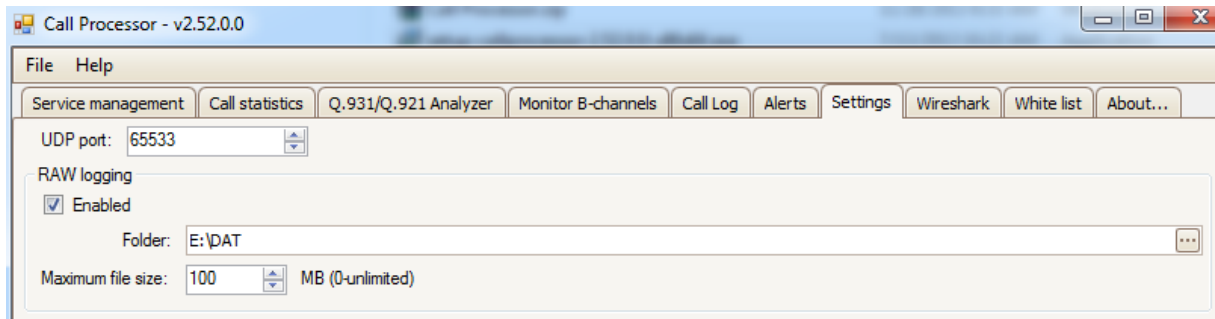 Call Processor - v2.52.0.0
File Help
Service management Call statistics Q.931/Q.921 Analyzer Monitor B-channels Call Log Alerts Settings Wireshark White list About...
UDP port: 65533
RAW logging
Enabled
Folder: E:\DAT
Maximum file size: 100 MB (0-unlimited)